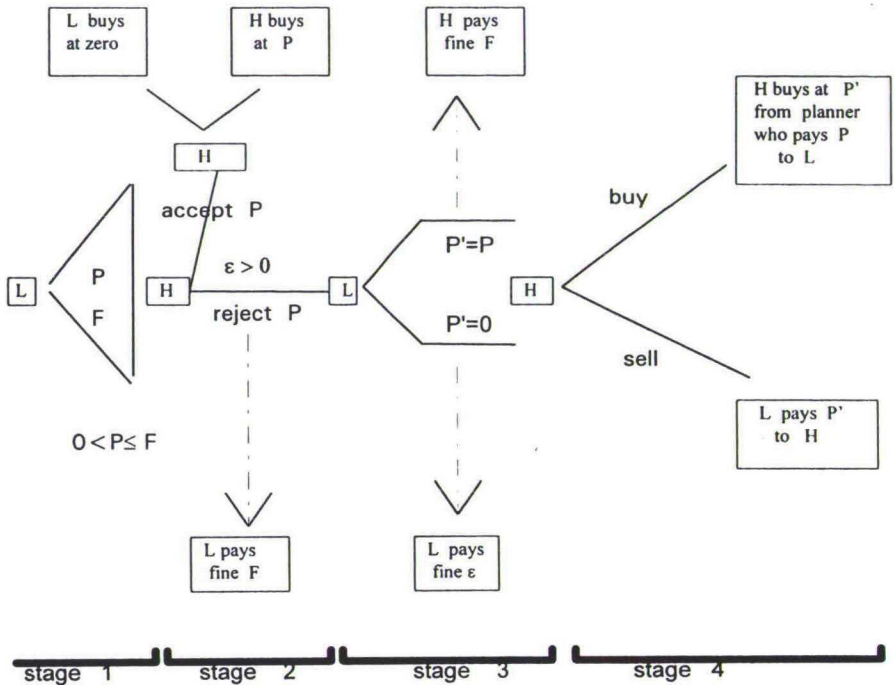 L buys
at zero
H buys
at P
H pays
fine F
H buys at P'
from planner
who pays P
to L
H
accept P
buy
L
P
F
H
ε > 0
reject P
L
P'=P
P'=0
H
sell
0 < P ≤ F
L pays P'
to H
L pays
fine F
L pays
fine ε
stage 1
stage 2
stage 3
stage 4